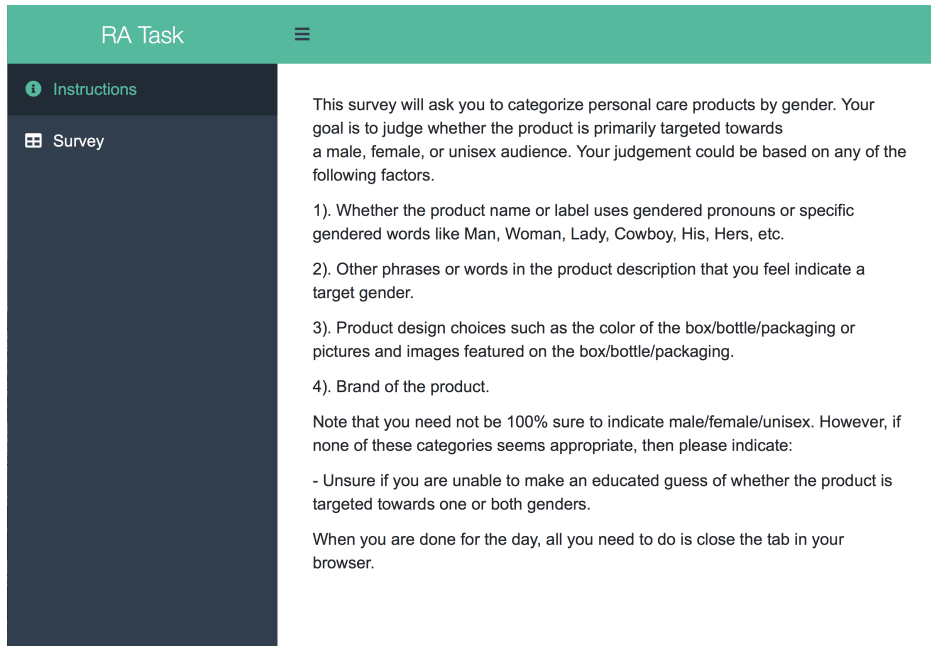 RA Task
Instructions
Survey
This survey will ask you to categorize personal care products by gender. Your
goal is to judge whether the product is primarily targeted towards
a male, female, or unisex audience. Your judgement could be based on any of the
following factors.
1). Whether the product name or label uses gendered pronouns or specific
gendered words like Man, Woman, Lady, Cowboy, His, Hers, etc.
2). Other phrases or words in the product description that you feel indicate a
target gender.
3). Product design choices such as the color of the box/bottle/packaging or
pictures and images featured on the box/bottle/packaging.
4). Brand of the product.
Note that you need not be 100% sure to indicate male/female/unisex. However, if
none of these categories seems appropriate, then please indicate:
- Unsure if you are unable to make an educated guess of whether the product is
targeted towards one or both genders.
When you are done for the day, all you need to do is close the tab in your
browser.